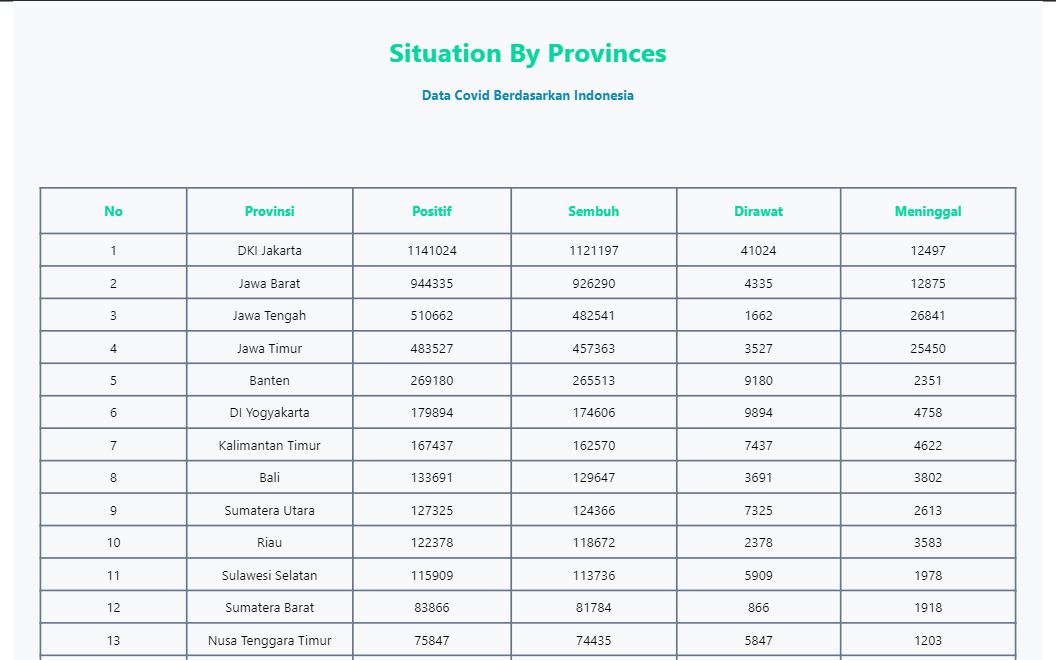 Situation By Provinces
Data Covid Berdasarkan Indonesia
No Provinsi Positif Sembuh Dirawat Meninggal
1 DKI Jakarta 1141024 1121197 41024 12497
2 Jawa Barat 944335 926290 4335 12875
3 Jawa Tengah 510662 482541 1662 26841
4 Jawa Timur 483527 457363 3527 25450
5 Banten 269180 265513 9180 2351
6 DI Yogyakarta 179894 174606 9894 4758
7 Kalimantan Timur 167437 162570 7437 4622
8 Bali 133691 129647 3691 3802
9 Sumatera Utara 127325 124366 7325 2613
10 Riau 122378 118672 2378 3583
11 Sulawesi Selatan 115909 113736 5909 1978
12 Sumatera Barat 83866 81784 866 1918
13 Nusa Tenggara Timur 75847 74435 5847 1203